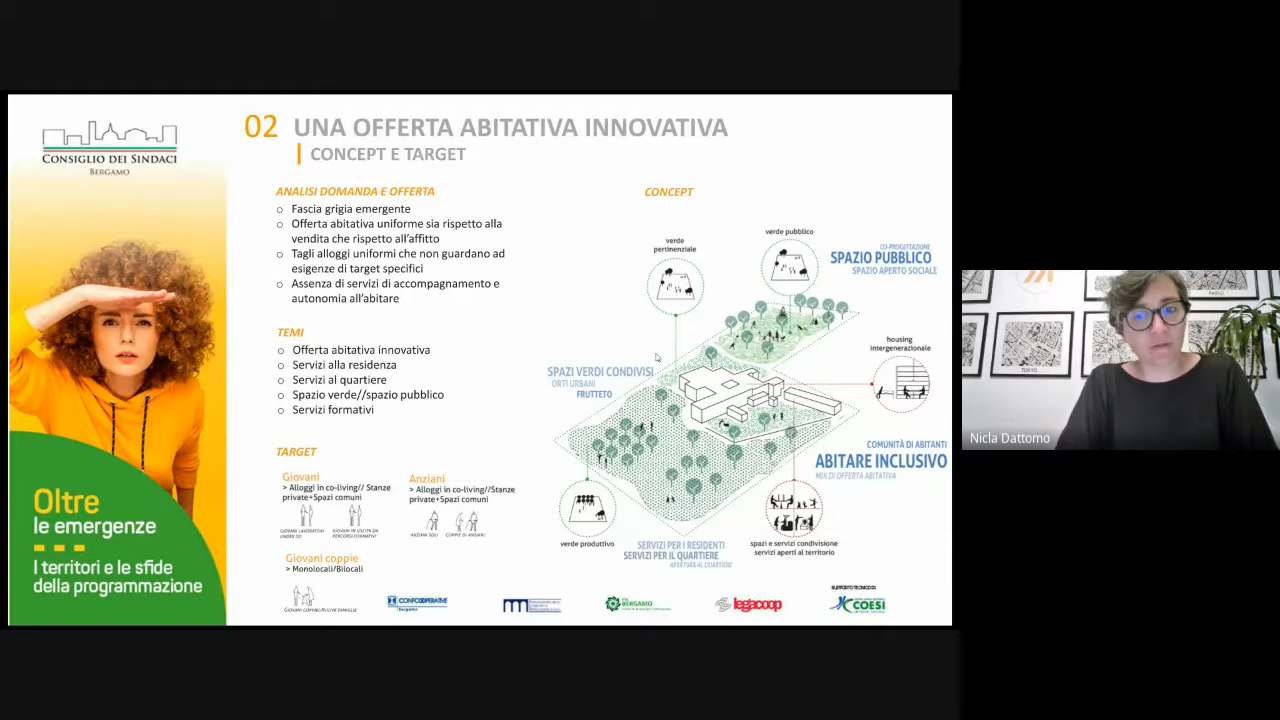 CONSIGLIO DEI SINDACI
BERGAMO
Oltre
le emergenze
I territori e le sfide
della programmazione
02 UNA OFFERTA ABITATIVA INNOVATIVA
CONCEPT E TARGET
ANALISI DOMANDA E OFFERTA
o Fascia grigia emergente
o Offerta abitativa uniforme sia rispetto alla
vendita che rispetto all'affitto
o Tagli alloggi uniformi che non guardano ad
esigenze di target specifici
o Assenza di servizi di accompagnamento e
autonomia all'abitare
TEMI
o Offerta abitativa innovativa
o Servizi alla residenza
o Servizi al quartiere
o Spazio verde//spazio pubblico
o Servizi formativi
TARGET
Giovani
> Alloggi in co-living// Stanze
private+Spazi comuni
GIOVANI LAVORATORI
UNDER 30
GIOVANI IN USCITA DA
PERCORSI FORMATIVI
Anziani
> Alloggi in co-living//Stanze
private+Spazi comuni
ANZIANI SOLI
COPPIE DI ANZIANI
Giovani coppie
> Monolocali/Bilocali
GIOVANI COPPIE/NUOVE FAMIGLIE
CONCEPT
verde
pertinenziale
verde pubblico
CO-PROGETTAZIONE
SPAZIO PUBBLICO
SPAZIO APERTO SOCIALE
housing
intergenerazionale
SPAZI VERDI CONDIVISI
ORTI URBANI
FRUTTETO
COMUNITÀ DI ABITANTI
ABITARE INCLUSIVO
MIX DI OFFERTA ABITATIVA
verde produttivo
SERVIZI PER I RESIDENTI
SERVIZI PER IL QUARTIERE
APERTURA AL QUARTIERE
spazi e servizi condivisione
servizi aperti al territorio
CONFCOOPERATIVE
Bergamo
BERGAMO
legacoop
SUPPORTO TECNICO DI:
COESI
TOKYO
Nicla Dattomo